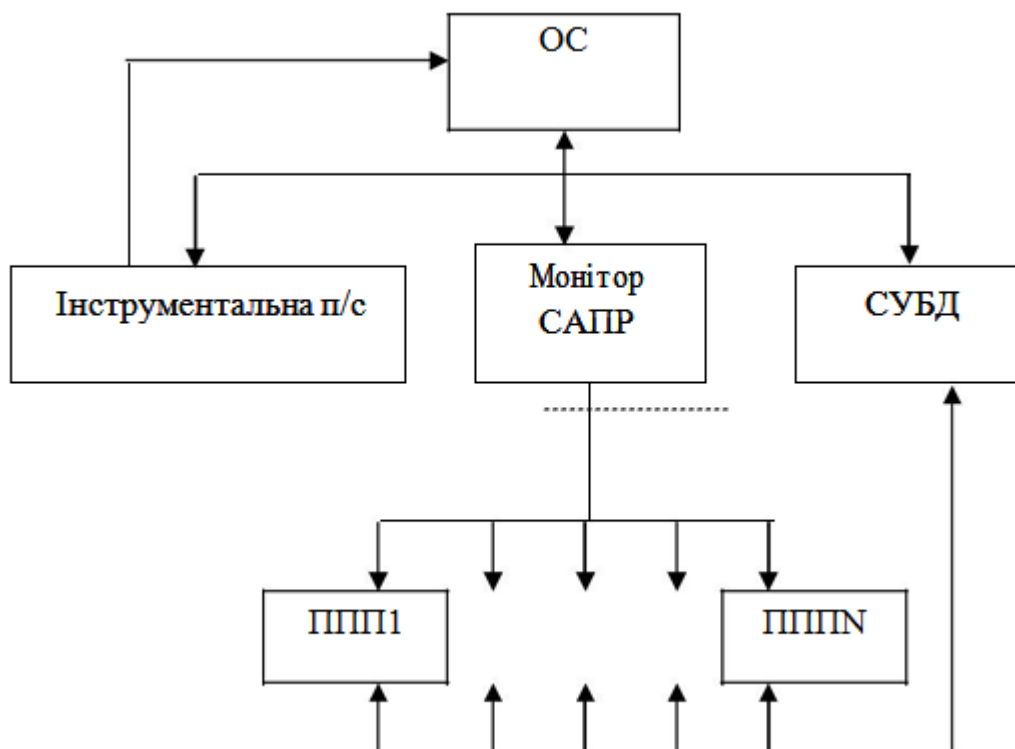 ОС
Інструментальна п/с
Монітор
САПР
СУБД
ППП1
ПППN